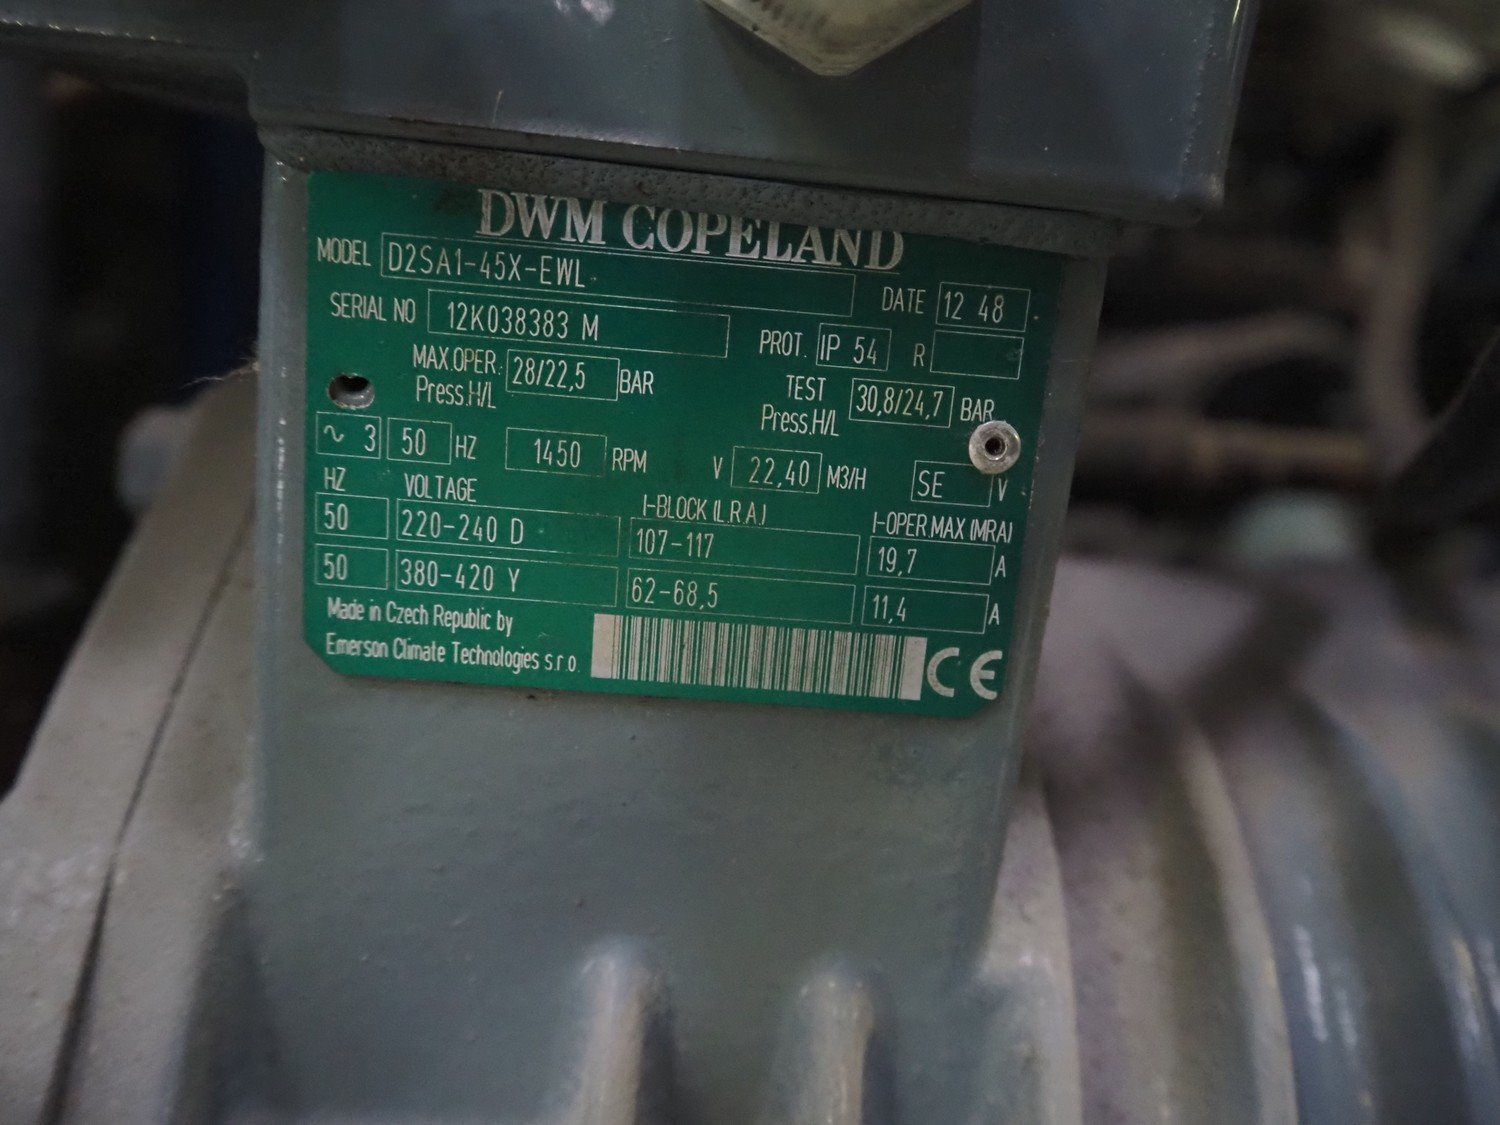 DWM COPELAND
MODEL D2SA1-45X-EWL DATE 12 48
SERIAL NO 12K038383 M PROT. IP 54 R
MAX.OPER. Press.H/L 28/22,5 BAR TEST Press.H/L 30,8/24,7 BAR
~ 3 50 HZ 1450 RPM V 22,40 M3/H SE V
HZ VOLTAGE I-BLOCK (L.R.A.) I-OPER.MAX (MRA)
50 220-240 D 107-117 19,7 A
50 380-420 Y 62-68,5 11,4 A
Made in Czech Republic by
Emerson Climate Technologies s.r.o. CE